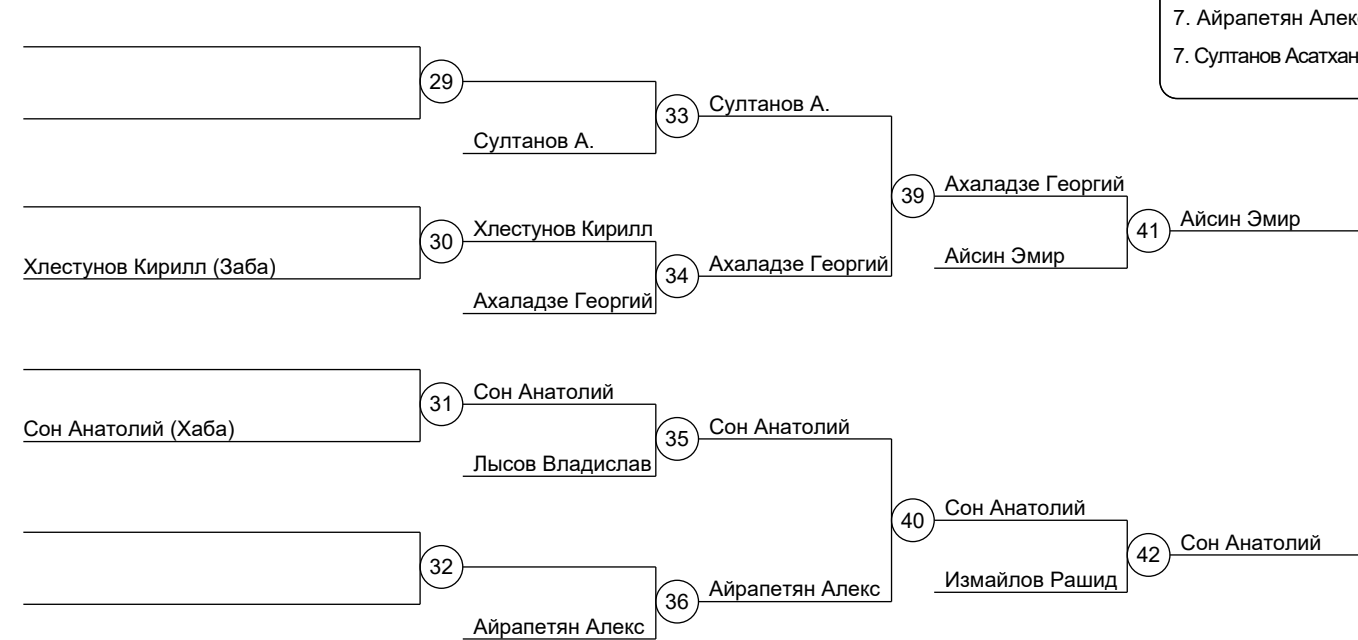 7. Айрапетян Алекс
7. Султанов Асатхан
29
Султанов А.
33
Султанов А.
Хлестунов Кирилл (Заба)
30
Хлестунов Кирилл
Ахаладзе Георгий
34
Ахаладзе Георгий
39
Ахаладзе Георгий
Айсин Эмир
41
Айсин Эмир
Сон Анатолий (Хаба)
31
Сон Анатолий
Лысов Владислав
35
Сон Анатолий
32
Айрапетян Алекс
36
Айрапетян Алекс
40
Сон Анатолий
Измайлов Рашид
42
Сон Анатолий